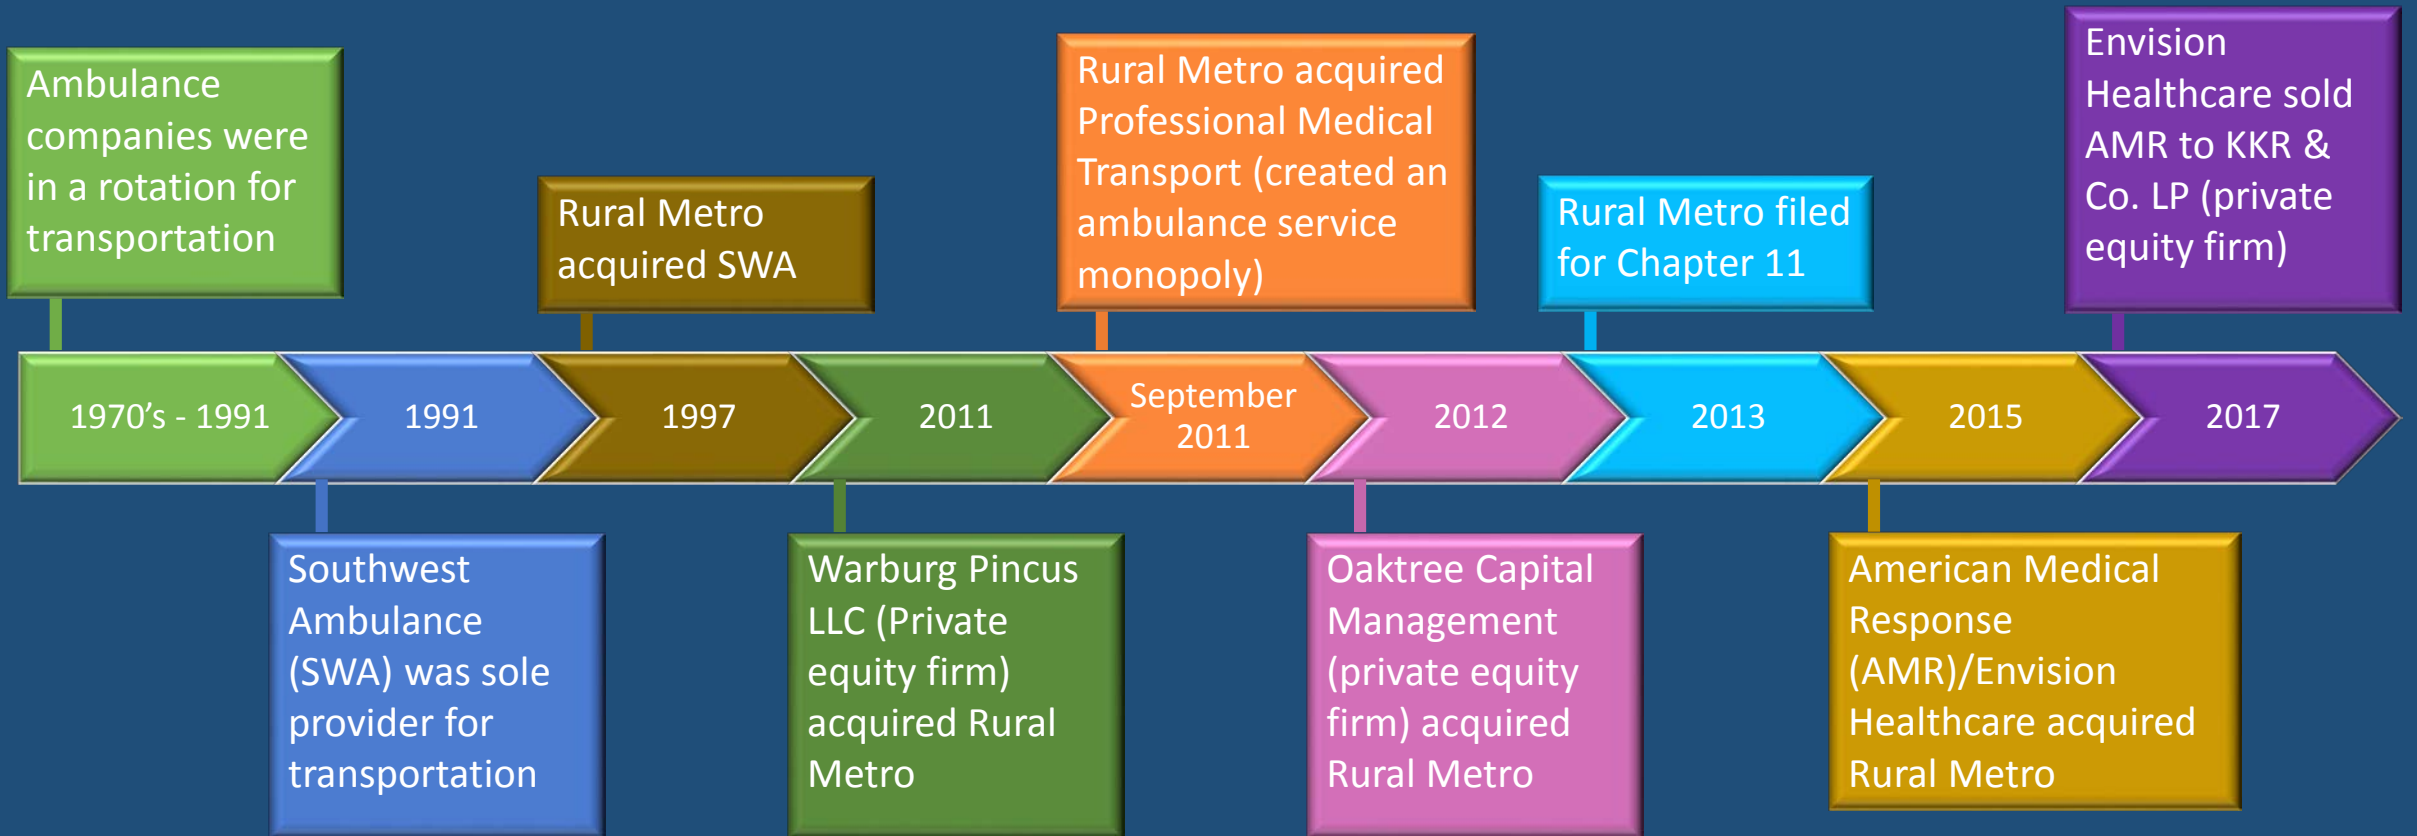 Ambulance
companies were
in a rotation for
transportation
Rural Metro
acquired SWA
Rural Metro acquired
Professional Medical
Transport (created an
ambulance service
monopoly)
Rural Metro filed
for Chapter 11
Envision
Healthcare sold
AMR to KKR &
Co. LP (private
equity firm)
1970’s - 1991
1991
1997
2011
September
2011
2012
2013
2015
2017
Southwest
Ambulance
(SWA) was sole
provider for
transportation
Warburg Pincus
LLC (Private
equity firm)
acquired Rural
Metro
Oaktree Capital
Management
(private equity
firm) acquired
Rural Metro
American Medical
Response
(AMR)/Envision
Healthcare acquired
Rural Metro